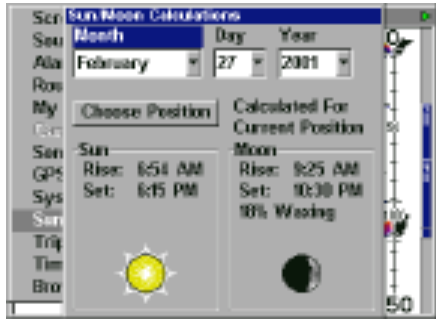 Sun/Moon Calculations
Month Day Year
February 27 2001
Choose Position
Calculated For
Current Position
Sun
Rise: 6:54 AM
Set: 6:15 PM
Moon
Rise: 9:25 AM
Set: 10:30 PM
18% Waxing
Scr
Sou
Ala
Rou
My
Son
GPS
Sys
Sun
Trip
Tim
Bro
50